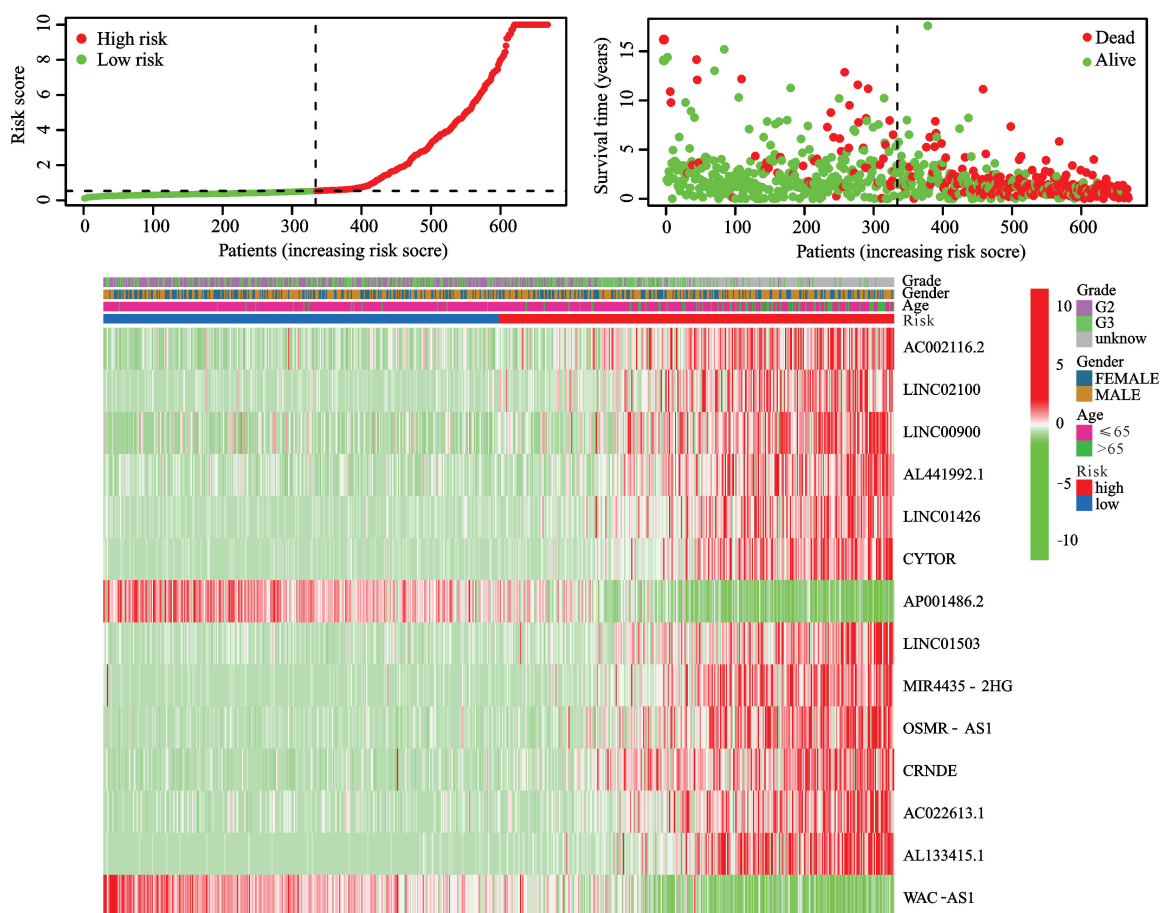 High risk
Low risk
Risk score
0
2
4
6
8
10
0 100 200 300 400 500 600
Patients (increasing risk socre)
Dead
Alive
Survival time (years)
0
5
10
15
0 100 200 300 400 500 600
Patients (increasing risk socre)
Grade
Gender
Age
Risk
AC002116.2
LINC02100
LINC00900
AL441992.1
LINC01426
CYTOR
AP001486.2
LINC01503
MIR4435 - 2HG
OSMR - AS1
CRNDE
AC022613.1
AL133415.1
WAC -AS1
10
5
0
-5
-10
Grade
G2
G3
unknow
Gender
FEMALE
MALE
Age
⩽65
>65
Risk
high
low